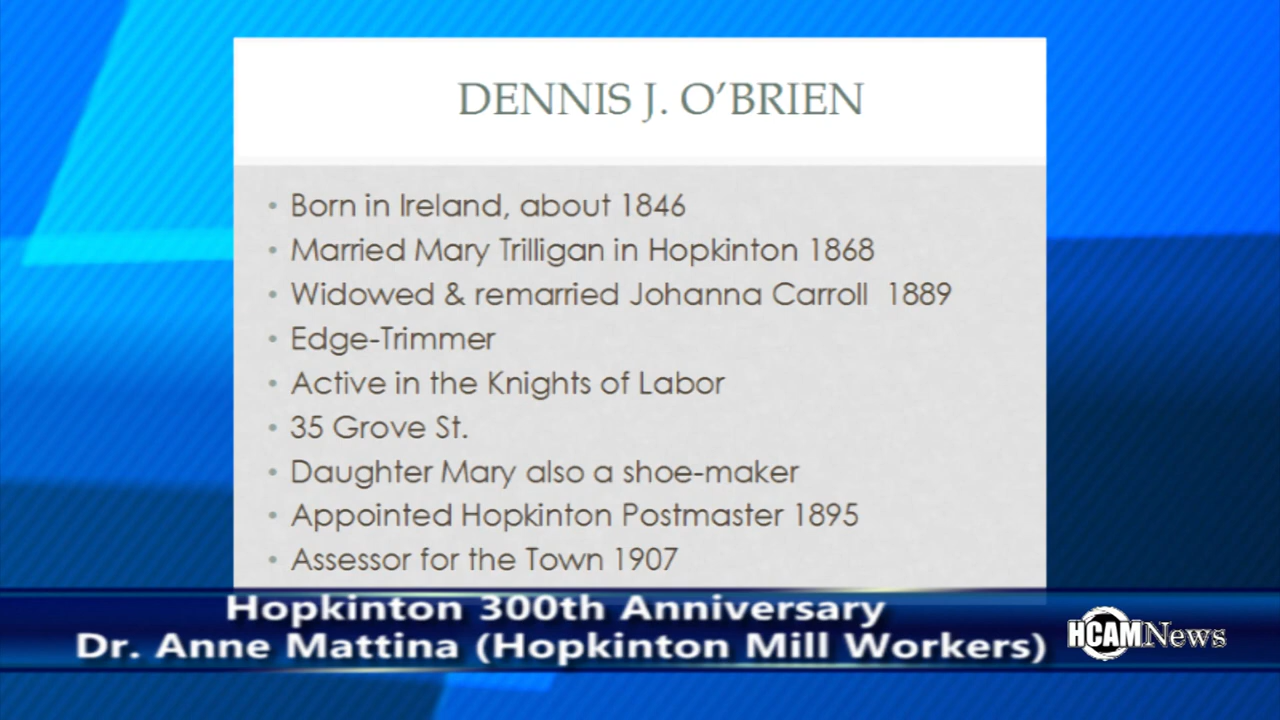 DENNIS J. O’BRIEN
• Born in Ireland, about 1846
• Married Mary Trilligan in Hopkinton 1868
• Widowed & remarried Johanna Carroll 1889
• Edge-Trimmer
• Active in the Knights of Labor
• 35 Grove St.
• Daughter Mary also a shoe-maker
• Appointed Hopkinton Postmaster 1895
• Assessor for the Town 1907
Hopkinton 300th Anniversary
Dr. Anne Mattina (Hopkinton Mill Workers)
HCAM News